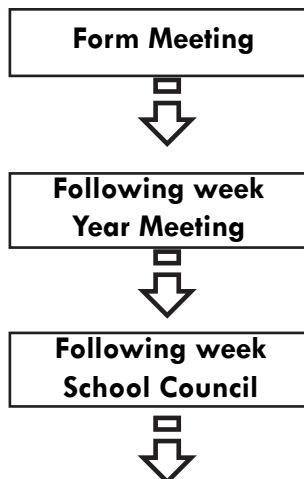 Form Meeting
Following week
Year Meeting
Following week
School Council